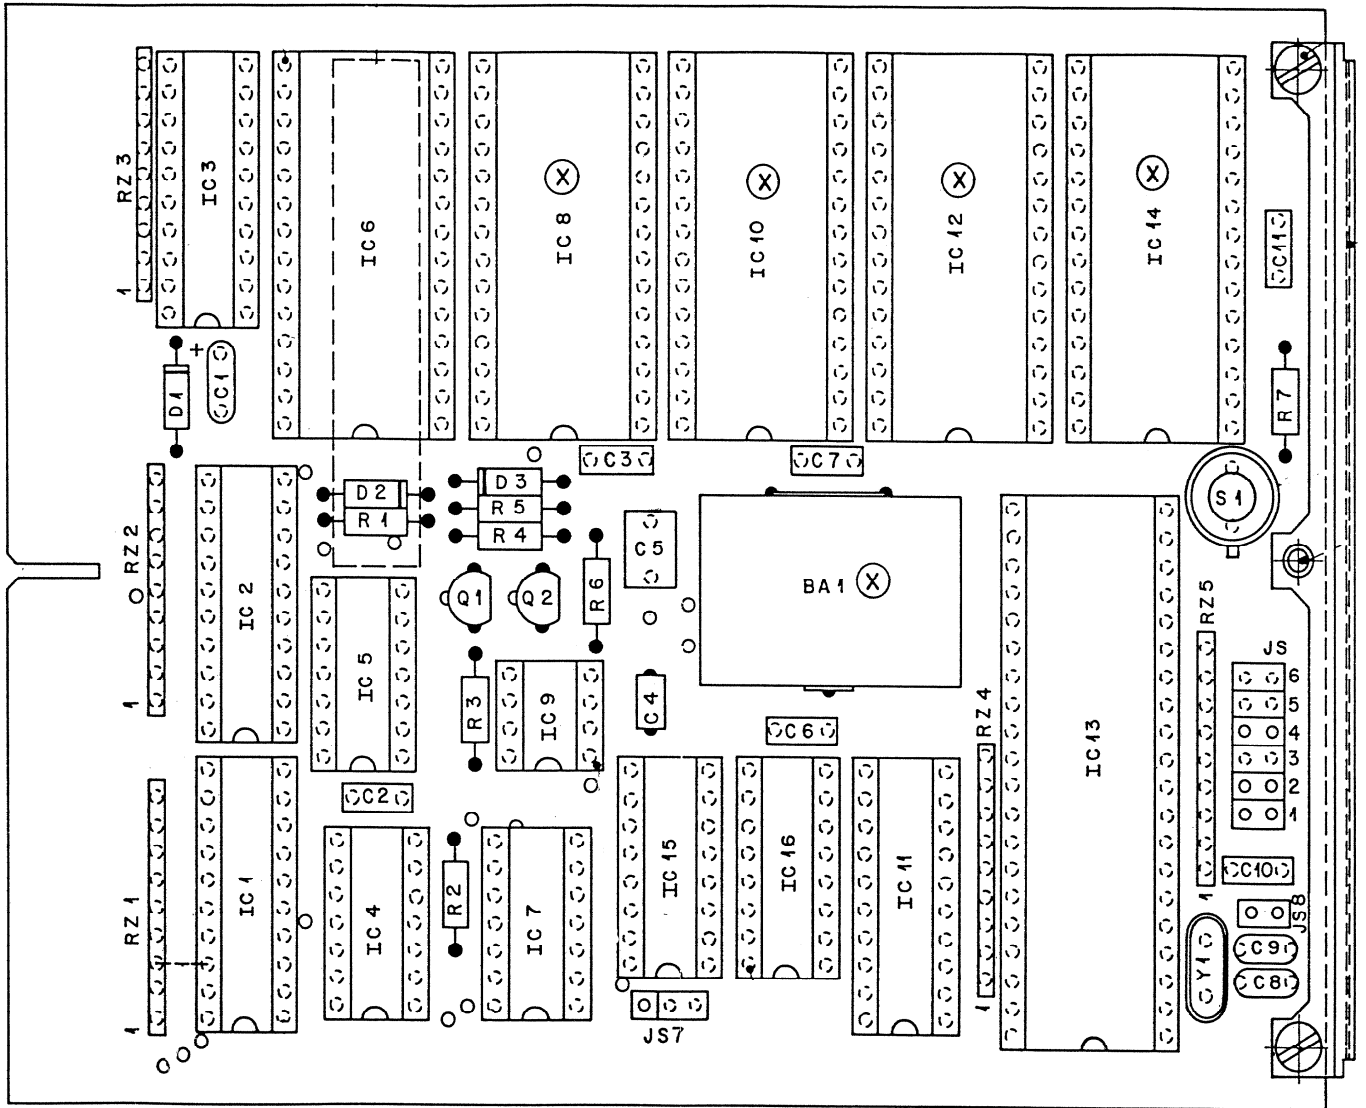 RZ3
1
IC3
IC6
IC8
X
IC10
X
IC12
X
IC14
X
C11
D1
+
C1
R7
C3
C7
RZ2
1
IC2
D2
R1
D3
R5
R4
C5
S1
Q1
Q2
R6
BA1
X
IC5
R3
IC9
C4
C6
RZ4
1
IC13
RZ5
1
JS
6
5
4
3
2
1
RZ1
1
IC1
C2
IC4
R2
IC7
IC15
IC16
IC11
C10
JS8
Y1
C9
C8
JS7